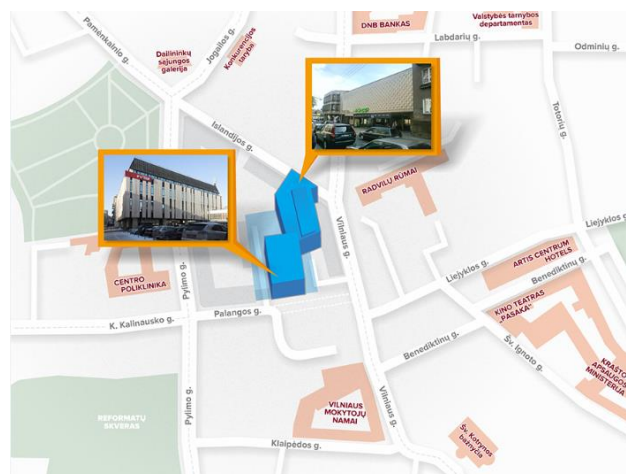 DNB BANKAS
Valstybės tarnybos
departamentas
Pamėnkalnio g.
Jogailos g.
Dailininkų
sąjungos
galerija
Konkurencijos
taryba
Labdarių g.
Odminių g.
Totorių g.
Islandijos g.
RADVILŲ RŪMAI
Vilniaus g.
Liejyklos g.
Liejyklos g.
ARTIS CENTRUM
HOTELS
Benediktinų g.
CENTRO
POLIKLINIKA
Pylimo g.
Palangos g.
K. Kalinausko g.
KINO TEATRAS
"PASAKA"
Šv. Ignoto g.
Benediktinų g.
KRAŠTO
APSAUGOS
MINISTERIJA
Pylimo g.
REFORMATŲ
SKVERAS
VILNIAUS
MOKYTOJŲ
NAMAI
Vilniaus g.
Klaipėdos g.
Šv. Kotrynos
bažnyčia